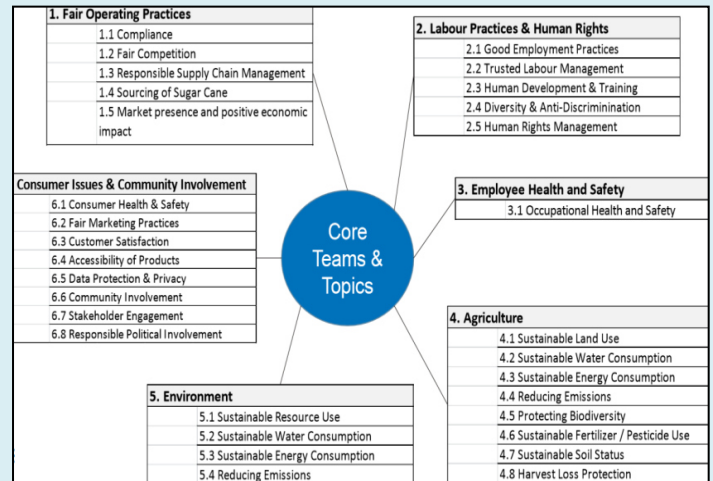 1. Fair Operating Practices
1.1 Compliance
1.2 Fair Competition
1.3 Responsible Supply Chain Management
1.4 Sourcing of Sugar Cane
1.5 Market presence and positive economic
impact
2. Labour Practices & Human Rights
2.1 Good Employment Practices
2.2 Trusted Labour Management
2.3 Human Development & Training
2.4 Diversity & Anti-Discriminination
2.5 Human Rights Management
Consumer Issues & Community Involvement
6.1 Consumer Health & Safety
6.2 Fair Marketing Practices
6.3 Customer Satisfaction
6.4 Accessibility of Products
6.5 Data Protection & Privacy
6.6 Community Involvement
6.7 Stakeholder Engagement
6.8 Responsible Political Involvement
Core
Teams &
Topics
3. Employee Health and Safety
3.1 Occupational Health and Safety
4. Agriculture
4.1 Sustainable Land Use
4.2 Sustainable Water Consumption
4.3 Sustainable Energy Consumption
4.4 Reducing Emissions
4.5 Protecting Biodiversity
4.6 Sustainable Fertilizer / Pesticide Use
4.7 Sustainable Soil Status
4.8 Harvest Loss Protection
5. Environment
5.1 Sustainable Resource Use
5.2 Sustainable Water Consumption
5.3 Sustainable Energy Consumption
5.4 Reducing Emissions